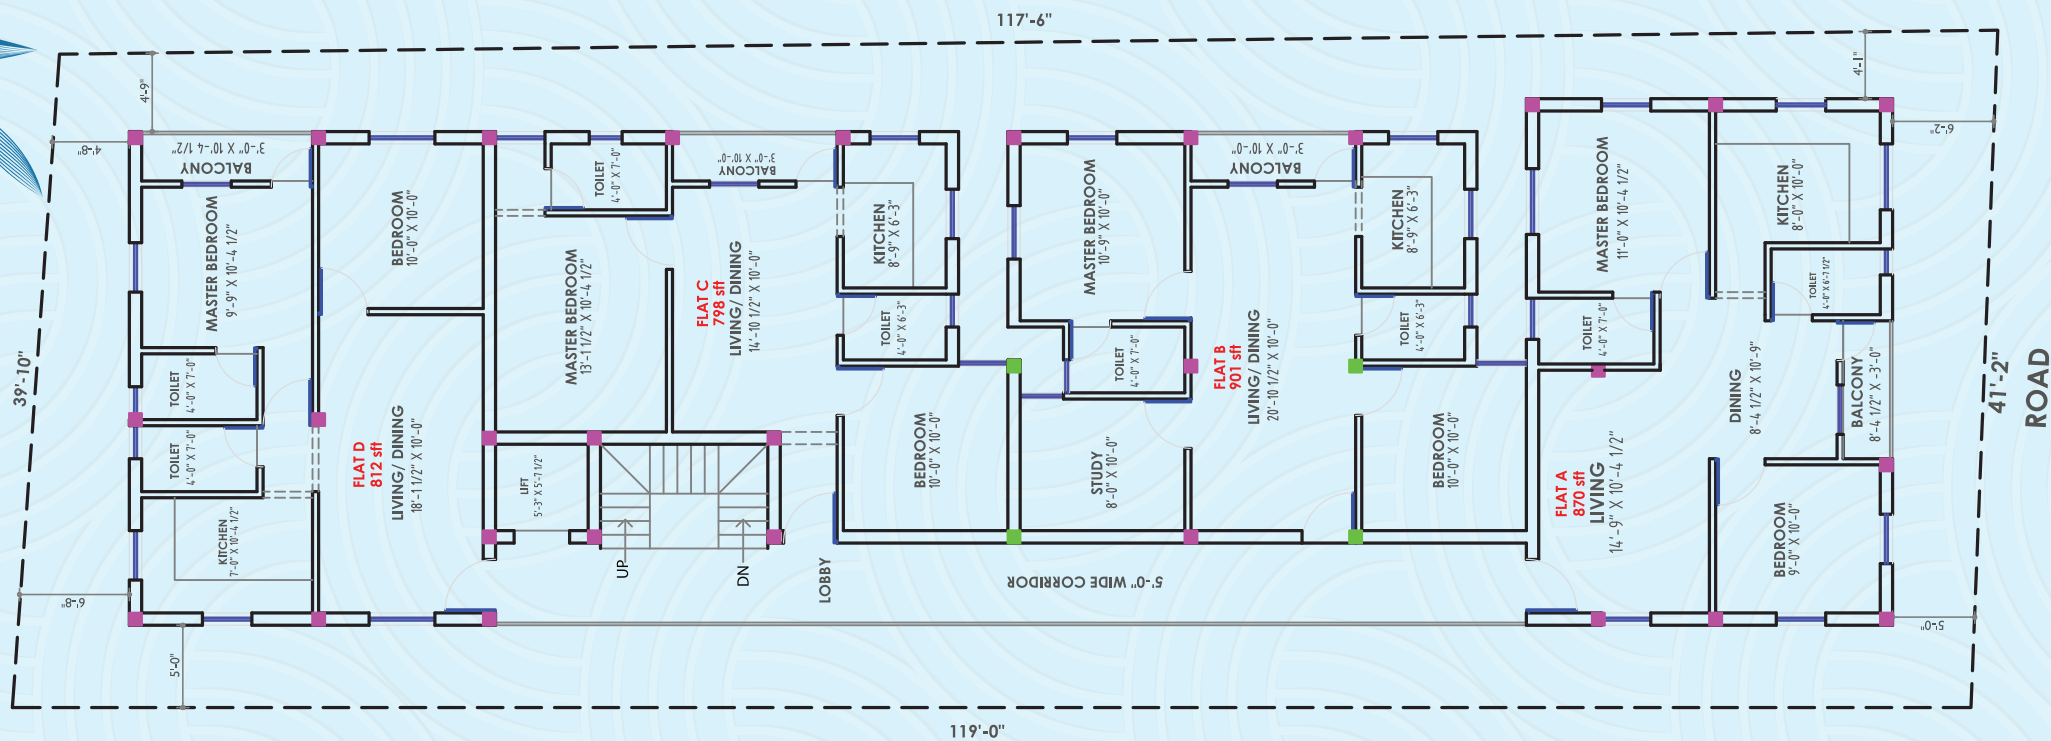 117'-6"
4'-9"
4'-8"
39'-10"
6'-8"
5'-0"
119'-0"
4'-1"
6'-2"
5'-0"
41'-2"
ROAD
BALCONY
3'-0" X 10'-4 1/2"
MASTER BEDROOM
9'-9" X 10'-4 1/2"
TOILET
4'-0" X 7'-0"
TOILET
4'-0" X 7'-0"
KITCHEN
7'-0" X 10'-4 1/2"
BEDROOM
10'-0" X 10'-0"
FLAT D
812 sft
LIVING/ DINING
18'-1 1/2" X 10'-0"
MASTER BEDROOM
13'-1 1/2" X 10'-4 1/2"
TOILET
4'-0" X 7'-0"
BALCONY
3'-0" X 10'-0"
FLAT C
798 sft
LIVING/ DINING
14'-10 1/2" X 10'-0"
KITCHEN
8'-9" X 6'-3"
TOILET
4'-0" X 6'-3"
BEDROOM
10'-0" X 10'-0"
LIFT
5'-3" X 5'-7 1/2"
UP
DN
LOBBY
5'-0" WIDE CORRIDOR
MASTER BEDROOM
10'-9" X 10'-0"
TOILET
4'-0" X 7'-0"
STUDY
8'-0" X 10'-0"
BALCONY
3'-0" X 10'-0"
FLAT B
901 sft
LIVING/ DINING
20'-10 1/2" X 10'-0"
KITCHEN
8'-9" X 6'-3"
TOILET
4'-0" X 6'-3"
BEDROOM
10'-0" X 10'-0"
MASTER BEDROOM
11'-0" X 10'-4 1/2"
TOILET
4'-0" X 7'-0"
FLAT A
870 sft
LIVING
14'-9" X 10'-4 1/2"
KITCHEN
8'-0" X 10'-0"
TOILET
4'-0" X 6'-7 1/2"
DINING
8'-4 1/2" X 10'-9"
BALCONY
8'-4 1/2" X -3'-0"
BEDROOM
9'-0" X 10'-0"